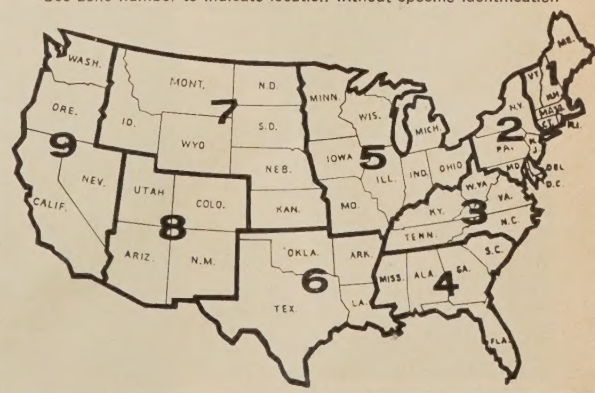 Use zone number to indicate location without specific identification
WASH.
MONT.
N.D.
MINN
ME.
VT.
1
N.H.
MASS.
CT.
R.I.
ORE.
ID.
7
S.D.
WIS.
MICH.
N.Y.
2
WYO
9
NEV.
NEB.
IOWA
5
ILL.
IND.
OHIO
PA.
N.
J.
MD.
DEL
D.C.
UTAH
COLO.
KAN.
MO.
W.VA
VA.
KY.
3
CALIF.
8
TENN.
N.C.
ARIZ.
N.M.
OKLA.
ARK.
S.C.
6
MISS.
ALA
GA.
4
TEX.
LA.
FLA.